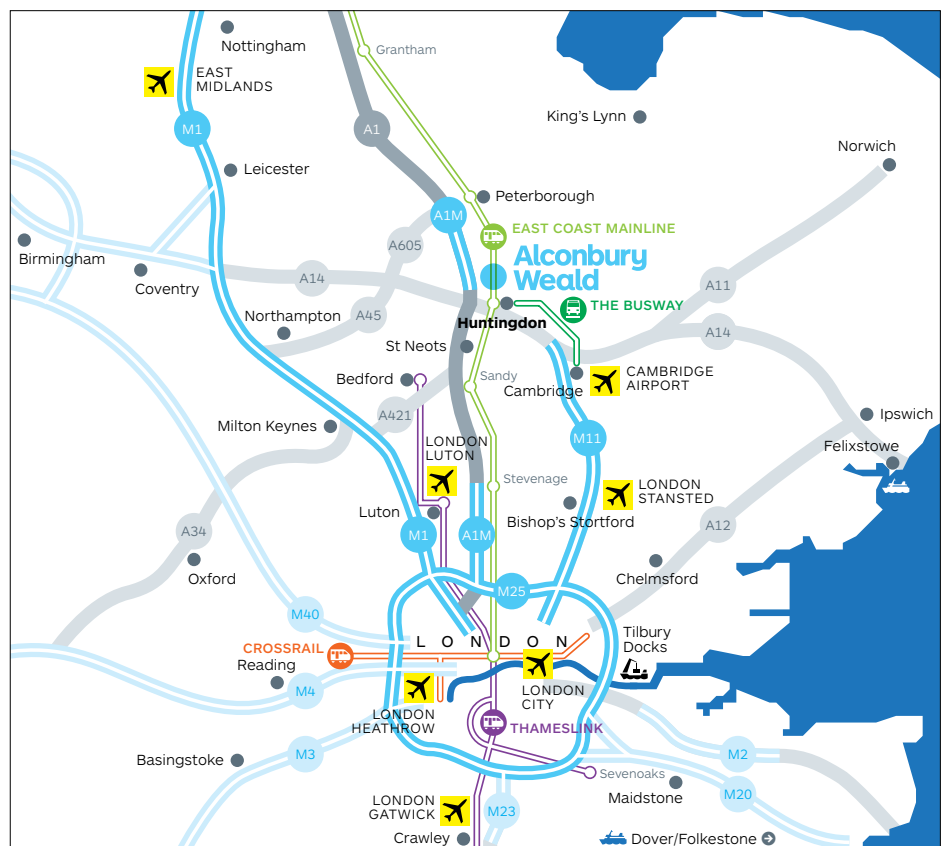 Nottingham
Grantham
EAST
MIDLANDS
King's Lynn
M1
A1
Norwich
Leicester
Peterborough
A1M
EAST COAST MAINLINE
A605
Birmingham
Alconbury
Weald
Coventry
A14
A11
THE BUSWAY
Northampton
A45
Huntingdon
A14
St Neots
Bedford
Sandy
CAMBRIDGE
AIRPORT
Cambridge
A421
Ipswich
Milton Keynes
M11
LONDON
LUTON
Felixstowe
Stevenage
LONDON
STANSTED
Luton
Bishop's Stortford
A34
M1
A1M
A12
Oxford
Chelmsford
M25
M40
LONDON
Tilbury
Docks
CROSSRAIL
Reading
M4
LONDON
CITY
LONDON
HEATHROW
THAMESLINK
Basingstoke
M3
M2
Sevenoaks
Maidstone
M20
LONDON
GATWICK
M23
Crawley
Dover/Folkestone